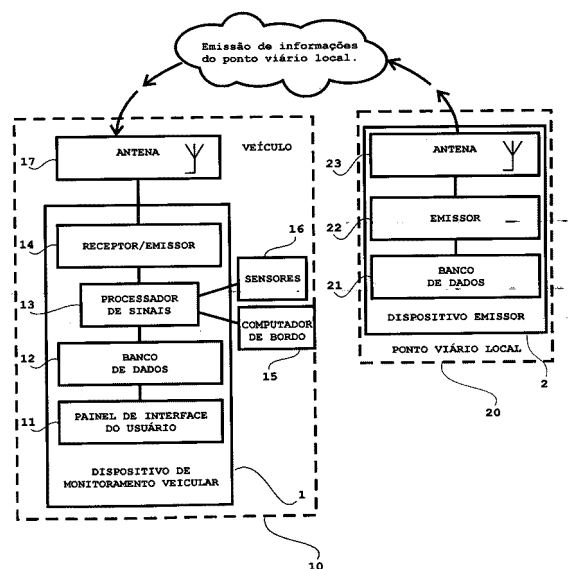 Emissão de informações
do ponto viário local.
17
ANTENA
VEÍCULO
14
RECEPTOR/EMISSOR
16
SENSORES
13
PROCESSADOR
DE SINAIS
COMPUTADOR
DE BORDO
15
12
BANCO
DE DADOS
11
PAINEL DE INTERFACE
DO USUÁRIO
DISPOSITIVO DE
MONITORAMENTO VEICULAR
1
10
23
ANTENA
22
EMISSOR
21
BANCO
DE DADOS
DISPOSITIVO EMISSOR
PONTO VIÁRIO LOCAL
2
20